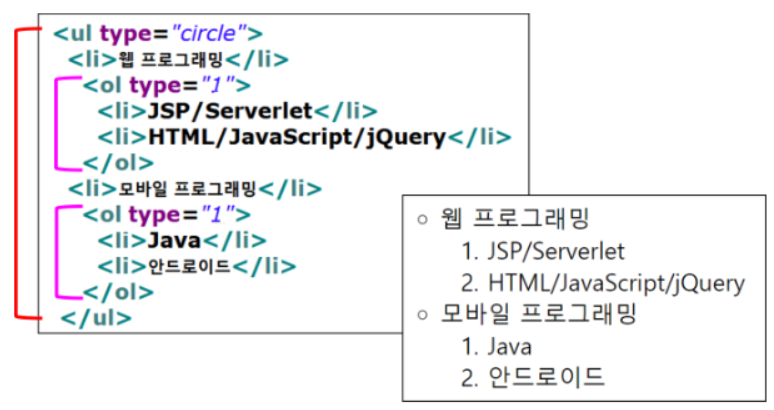 <ul type="circle">
<li>웹 프로그래밍</li>
<ol type="1">
<li>JSP/Serverlet</li>
<li>HTML/JavaScript/jQuery</li>
</ol>
<li>모바일 프로그래밍</li>
<ol type="1">
<li>Java</li>
<li>안드로이드</li>
</ol>
</ul>
○ 웹 프로그래밍
1. JSP/Serverlet
2. HTML/JavaScript/jQuery
○ 모바일 프로그래밍
1. Java
2. 안드로이드